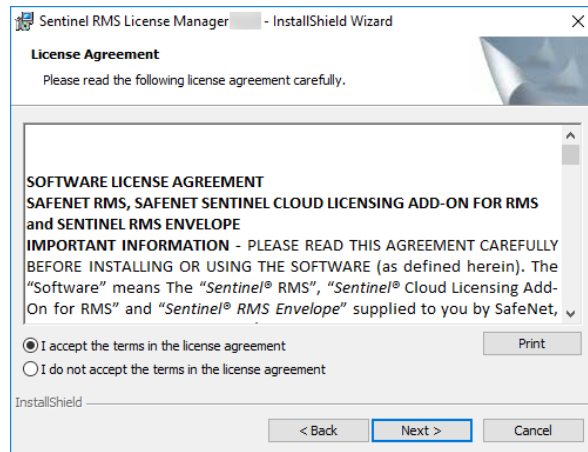 Sentinel RMS License Manager - InstallShield Wizard
License Agreement
Please read the following license agreement carefully.
SOFTWARE LICENSE AGREEMENT
SAFENET RMS, SAFENET SENTINEL CLOUD LICENSING ADD-ON FOR RMS
and SENTINEL RMS ENVELOPE
IMPORTANT INFORMATION - PLEASE READ THIS AGREEMENT CAREFULLY
BEFORE INSTALLING OR USING THE SOFTWARE (as defined herein). The
“Software” means The “Sentinel® RMS”, “Sentinel® Cloud Licensing Add-
On for RMS” and “Sentinel® RMS Envelope” supplied to you by SafeNet,
I accept the terms in the license agreement
Print
I do not accept the terms in the license agreement
InstallShield
< Back
Next >
Cancel